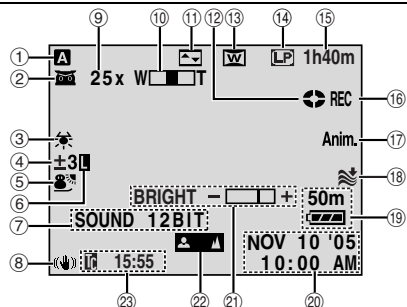 ⑨ ⑩ ⑪ ⑫ ⑬ ⑭ ⑮
① A W LP 1h40m
② 25x W T
REC ⑯
③ Anim. ⑰
④ ±3 L
⑤ ⑱
⑥ BRIGHT − + 50m
⑦ SOUND 12BIT ⑲
NOV 10 '05
⑧ 15:55 10:00 AM
㉓ ㉒ ㉑ ⑳